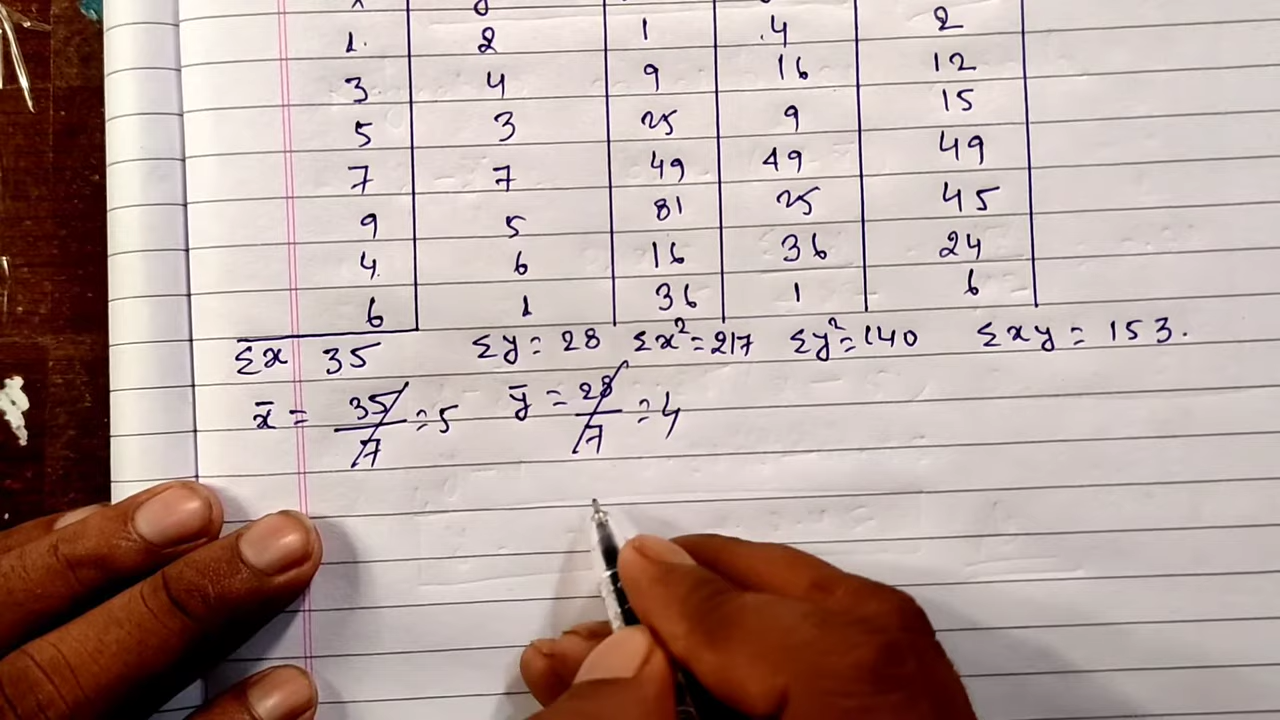 1. 2 1 .4 2
3 4 9 16 12
5 3 25 9 15
7 7 49 49 49
9 5 81 25 45
4 6 16 36 24
6 1 36 1 6
Σx 35 Σy = 28 Σx² = 217 Σy² = 140 Σxy = 153.
x̄ = 35/7 = 5 ȳ = 28/7 = 4